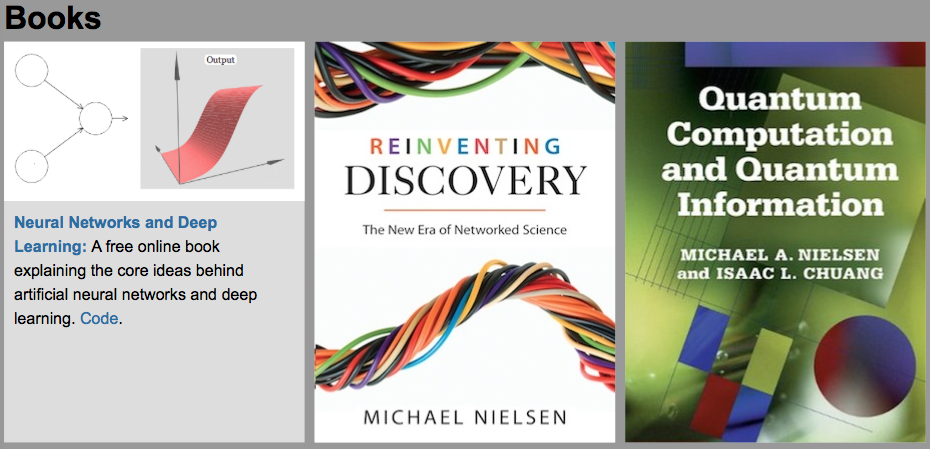 Books
Output
Neural Networks and Deep
Learning: A free online book
explaining the core ideas behind
artificial neural networks and deep
learning. Code.
REINVENTING
DISCOVERY
The New Era of Networked Science
MICHAEL NIELSEN
Quantum
Computation
and Quantum
Information
MICHAEL A. NIELSEN
and ISAAC L. CHUANG